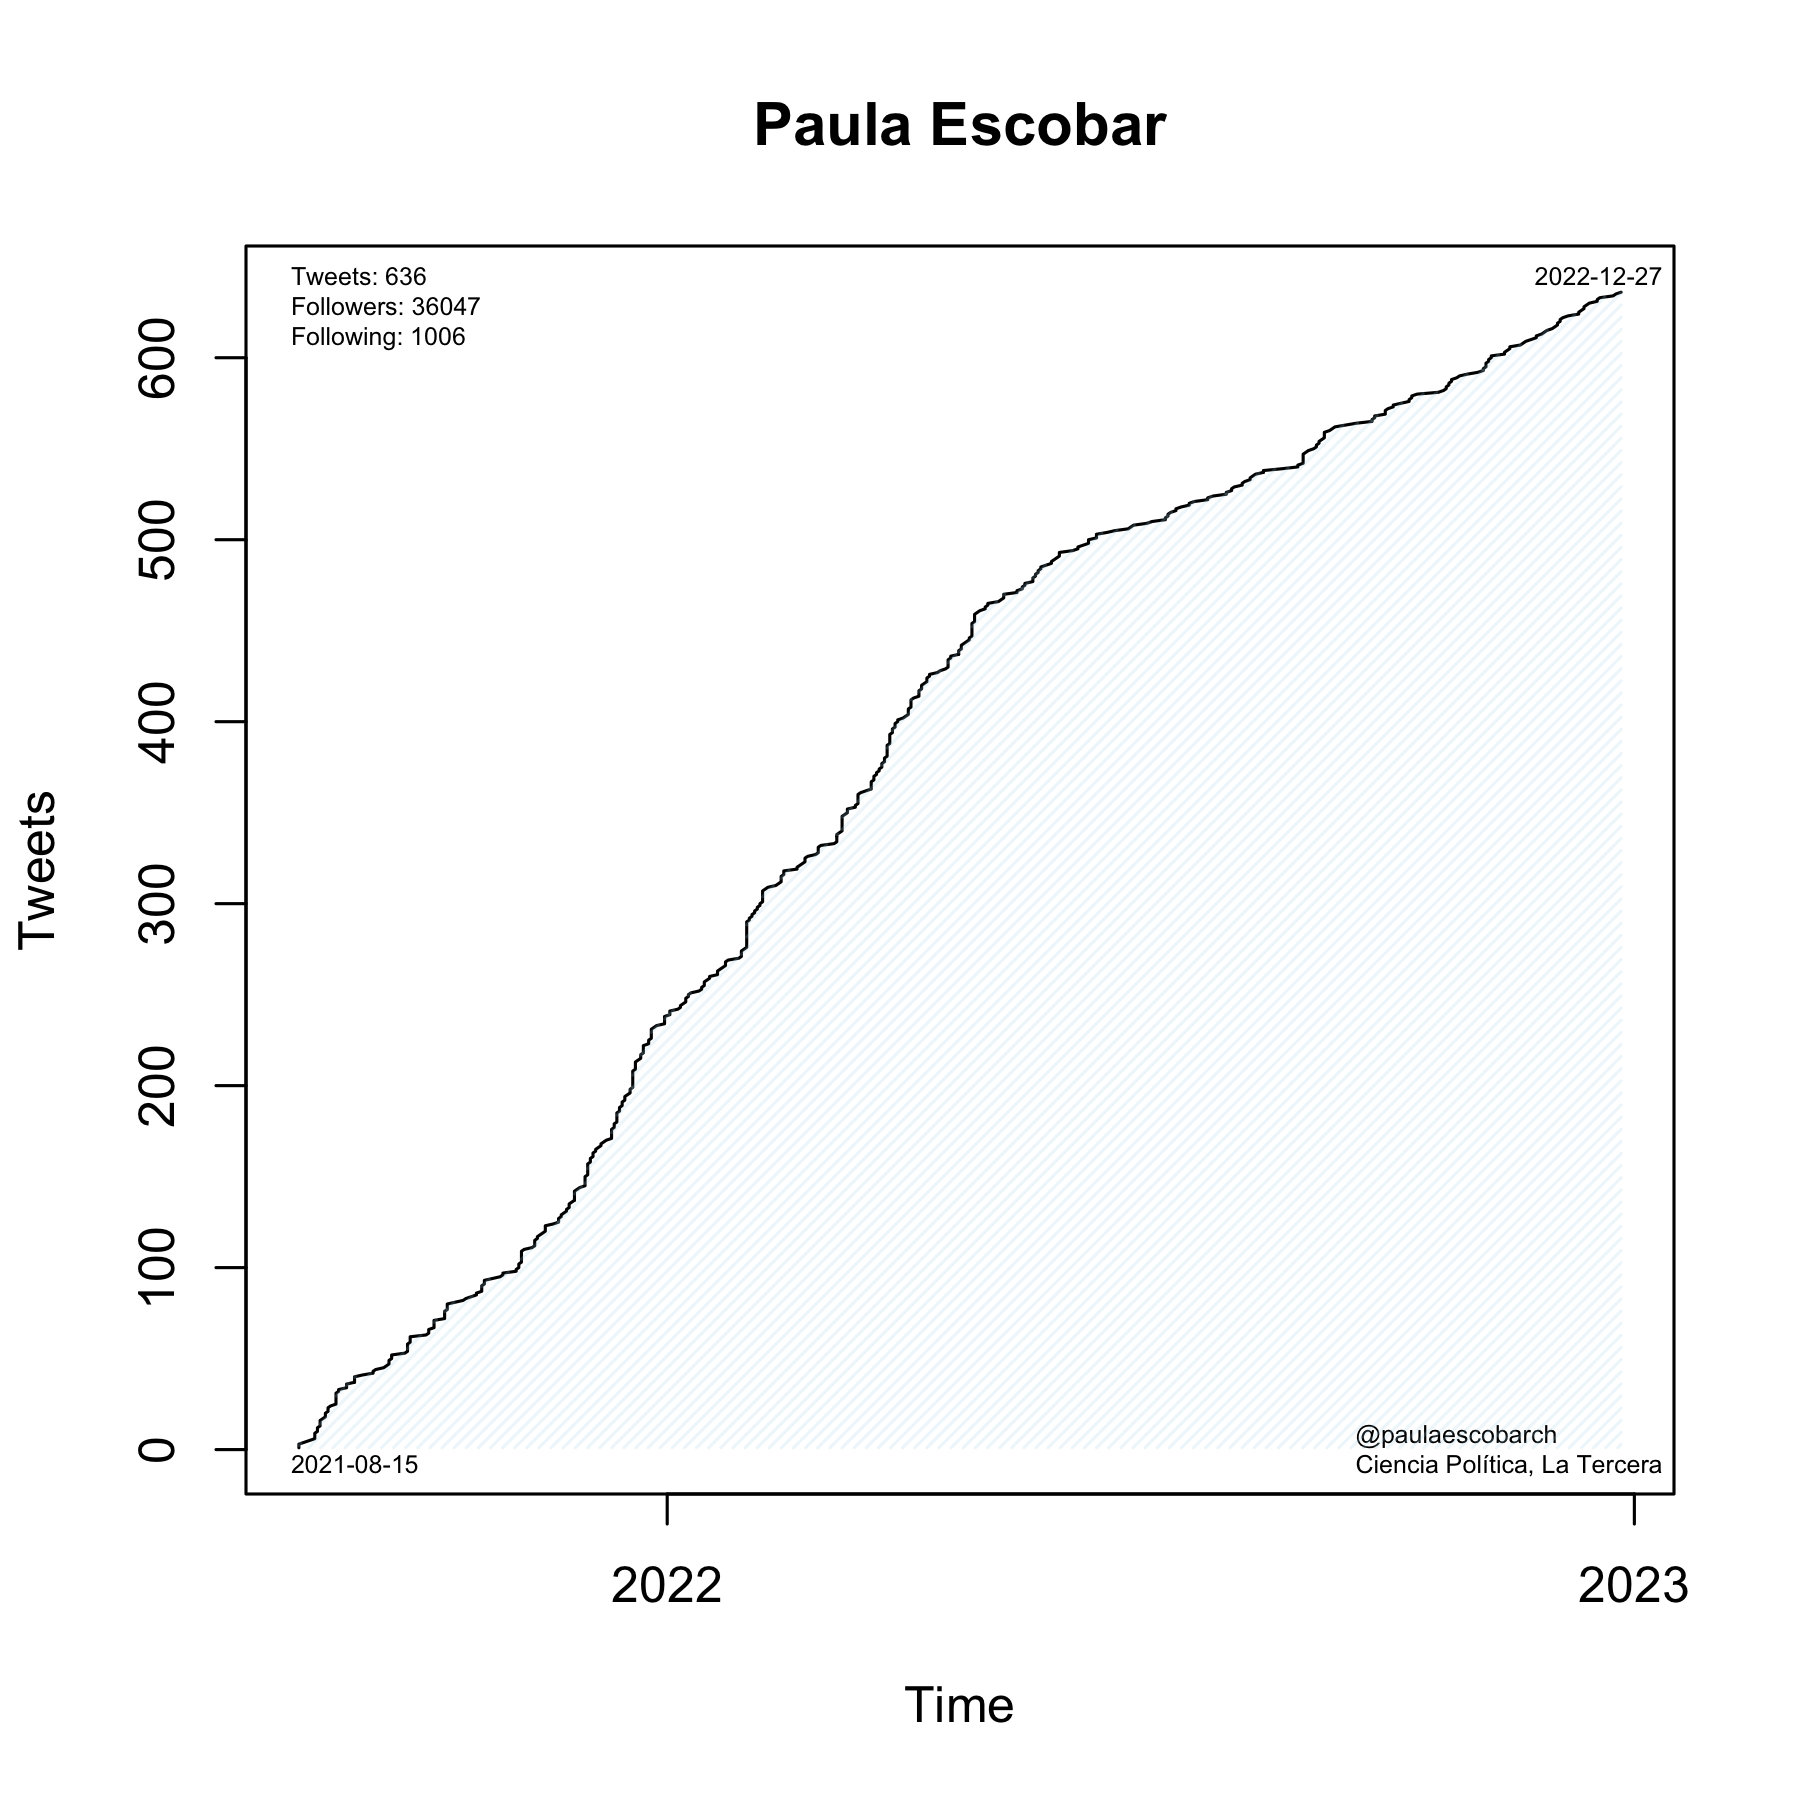 Paula Escobar
Tweets: 636
Followers: 36047
Following: 1006
2022-12-27
600
500
400
300
200
100
0
Tweets
2021-08-15
@paulaescobarch
Ciencia Política, La Tercera
2022
2023
Time